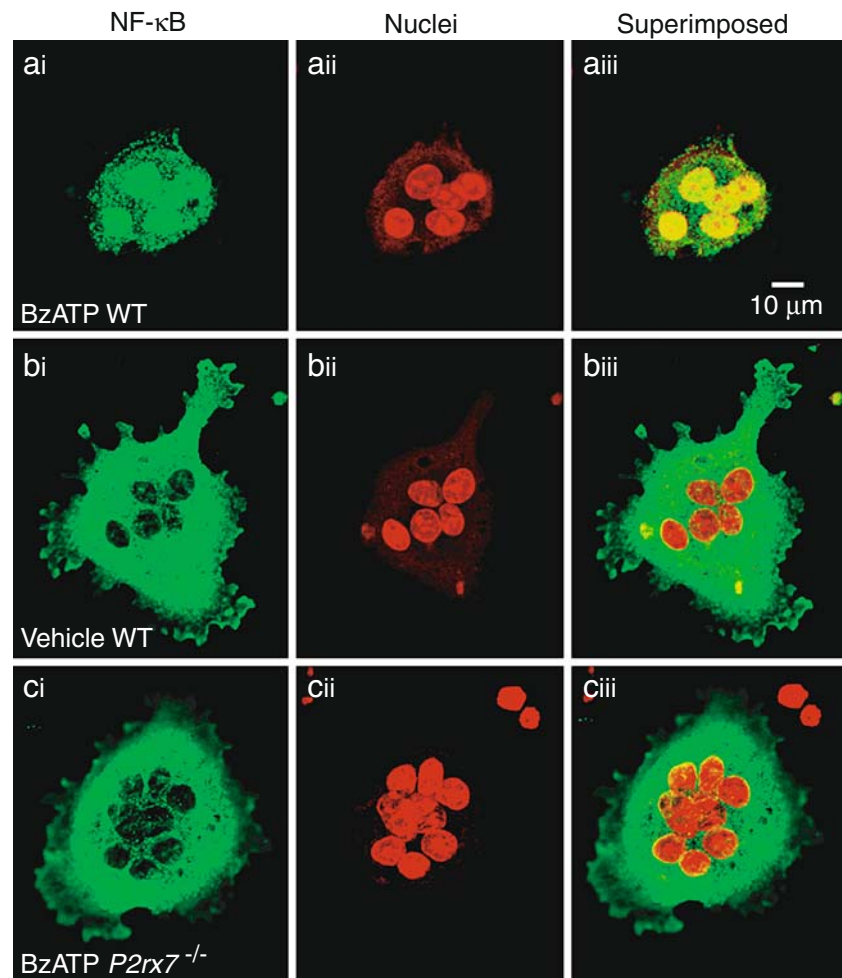 NF-κB Nuclei Superimposed
ai aii aiii
10 μm
BzATP WT
bi bii biii
Vehicle WT
ci cii ciii
BzATP P2rx7 -/-